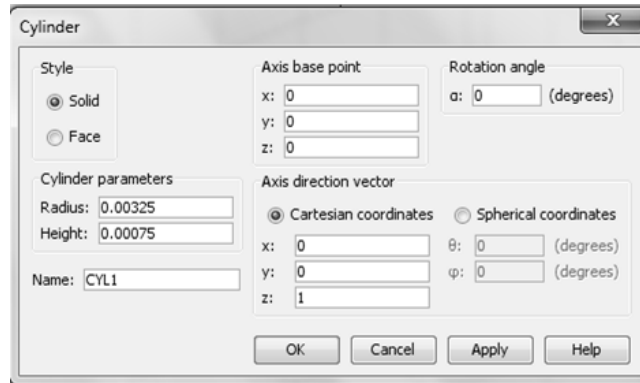 Cylinder
x
Style
Solid
Face
Axis base point
x: 0
y: 0
z: 0
Rotation angle
α: 0 (degrees)
Cylinder parameters
Radius: 0.00325
Height: 0.00075
Name: CYL1
Axis direction vector
Cartesian coordinates
x: 0
y: 0
z: 1
Spherical coordinates
θ: 0 (degrees)
φ: 0 (degrees)
OK Cancel Apply Help